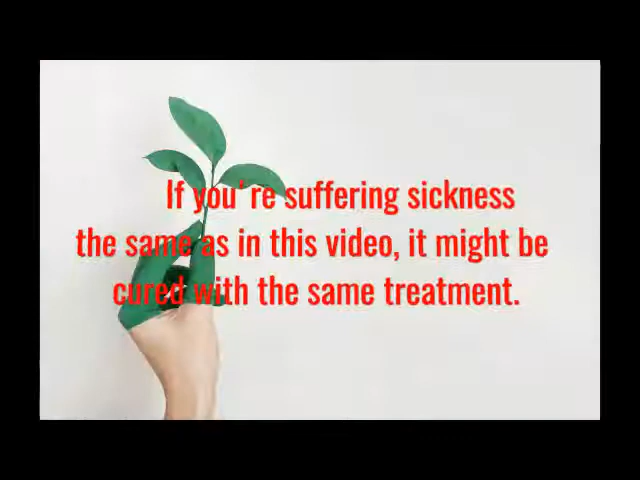 If you´re suffering sickness
the same as in this video, it might be
cured with the same treatment.